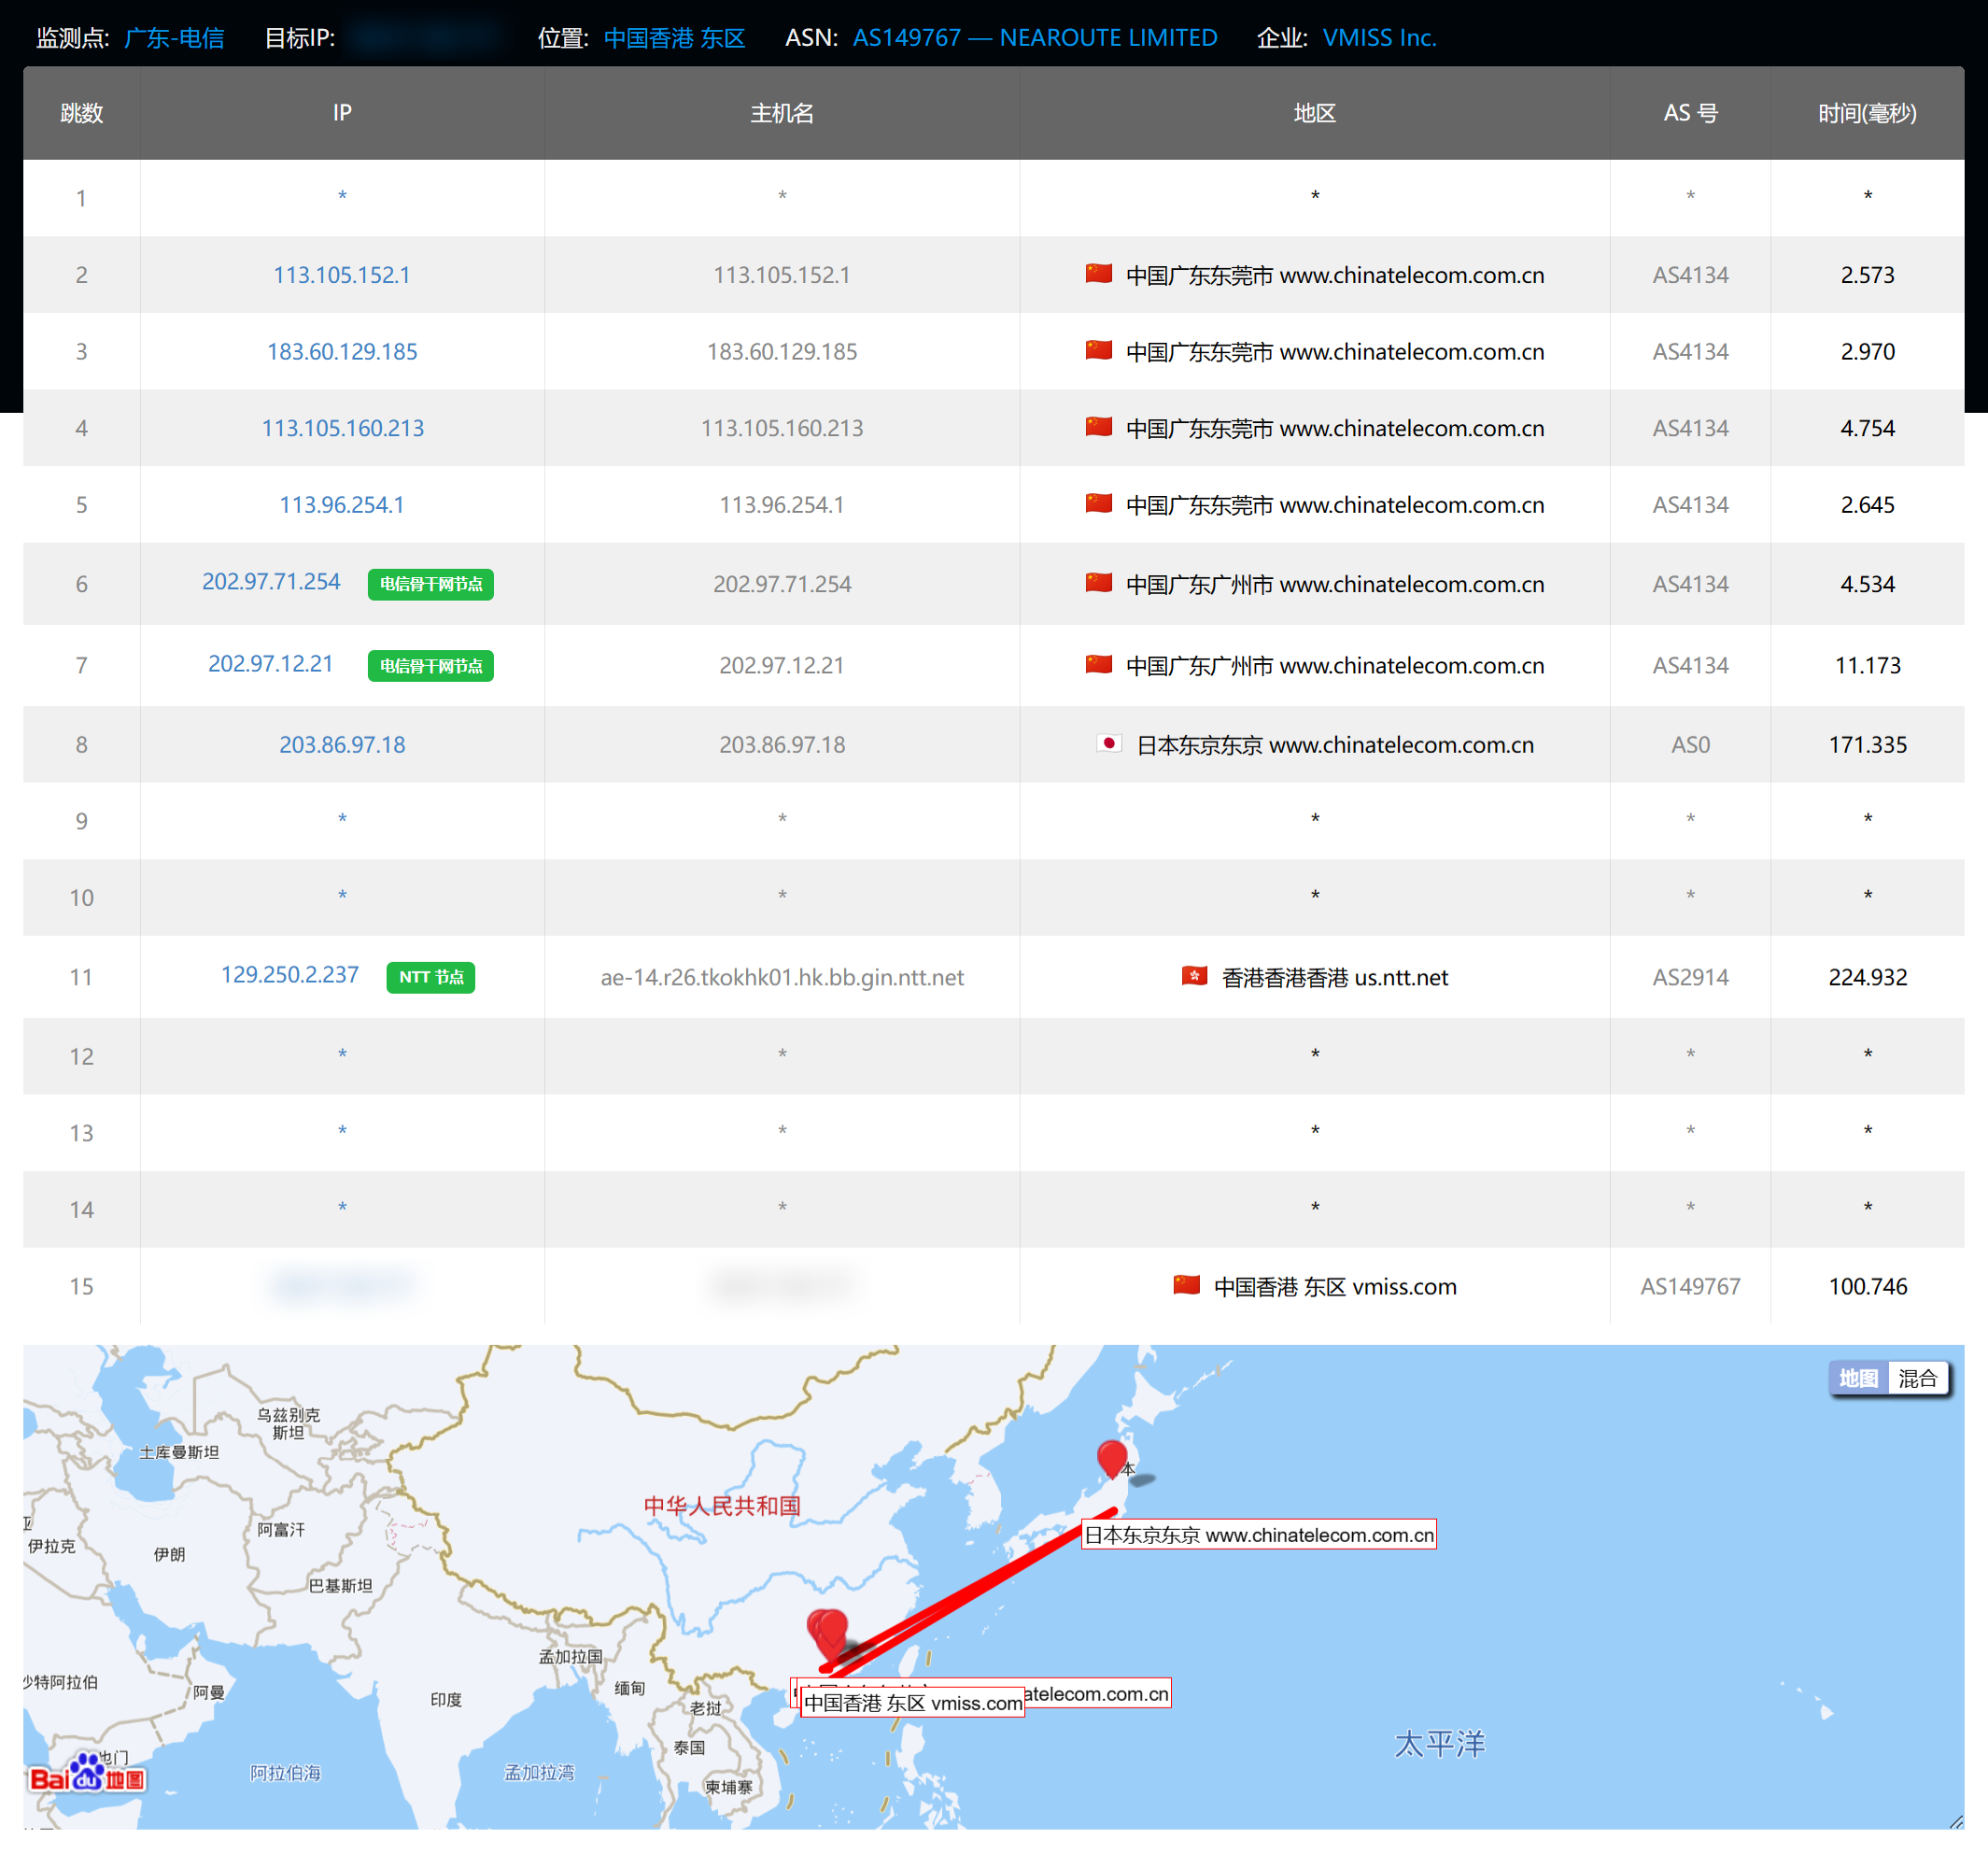 监测点: 广东-电信 目标IP: 位置: 中国香港 东区 ASN: AS149767 — NEAROUTE LIMITED 企业: VMISS Inc.
跳数 IP 主机名 地区 AS 号 时间(毫秒)
1 * * * * *
2 113.105.152.1 113.105.152.1 中国广东东莞市 www.chinatelecom.com.cn AS4134 2.573
3 183.60.129.185 183.60.129.185 中国广东东莞市 www.chinatelecom.com.cn AS4134 2.970
4 113.105.160.213 113.105.160.213 中国广东东莞市 www.chinatelecom.com.cn AS4134 4.754
5 113.96.254.1 113.96.254.1 中国广东东莞市 www.chinatelecom.com.cn AS4134 2.645
6 202.97.71.254 电信骨干网节点 202.97.71.254 中国广东广州市 www.chinatelecom.com.cn AS4134 4.534
7 202.97.12.21 电信骨干网节点 202.97.12.21 中国广东广州市 www.chinatelecom.com.cn AS4134 11.173
8 203.86.97.18 203.86.97.18 日本东京东京 www.chinatelecom.com.cn AS0 171.335
9 * * * * *
10 * * * * *
11 129.250.2.237 NTT 节点 ae-14.r26.tkokhk01.hk.bb.gin.ntt.net 香港香港香港 us.ntt.net AS2914 224.932
12 * * * * *
13 * * * * *
14 * * * * *
15 中国香港 东区 vmiss.com AS149767 100.746
地图 混合
乌兹别克
斯坦
土库曼斯坦
本
中华人民共和国
阿富汗
伊拉克
伊朗
日本东京东京 www.chinatelecom.com.cn
巴基斯坦
孟加拉国
沙特阿拉伯
阿曼
缅甸
印度
atelecom.com.cn
中国香港 东区 vmiss.com
老挝
泰国
太平洋
也门
Bai du 地图
阿拉伯海
孟加拉湾
柬埔寨